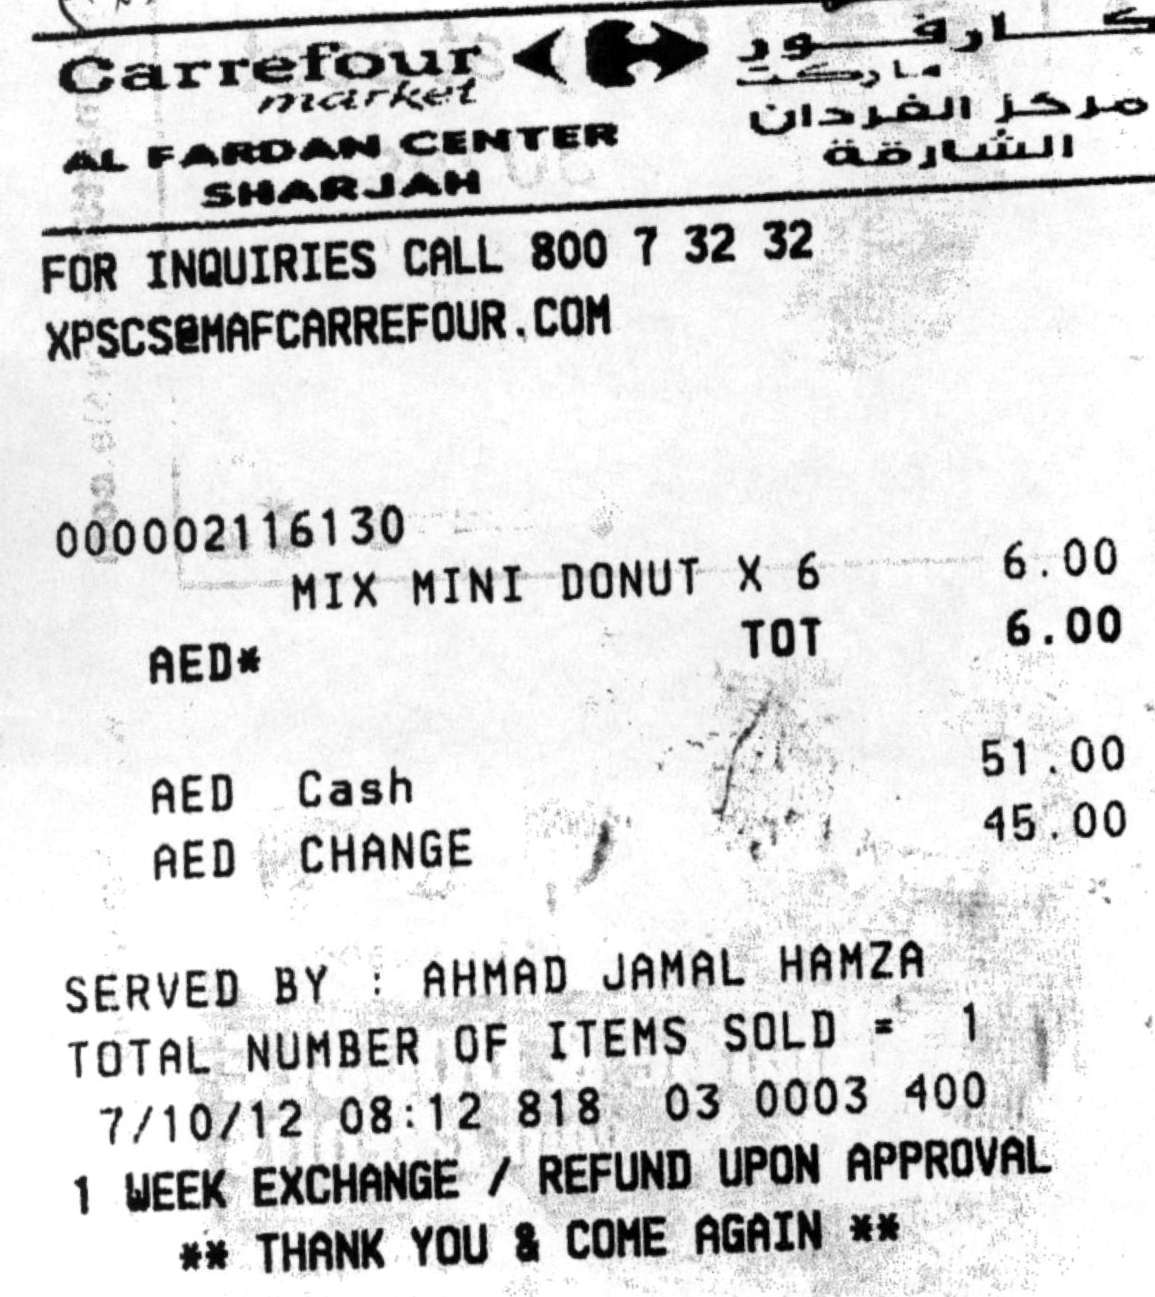 Carrefour
market
AL FARDAN CENTER
SHARJAH
كارفور
ماركت
مركز الفردان
الشارقة
FOR INQUIRIES CALL 800 7 32 32
XPSCS@MAFCARREFOUR.COM
000002116130
MIX MINI DONUT X 6 6.00
AED* TOT 6.00
AED Cash 51.00
AED CHANGE 45.00
SERVED BY : AHMAD JAMAL HAMZA
TOTAL NUMBER OF ITEMS SOLD = 1
7/10/12 08:12 818 03 0003 400
1 WEEK EXCHANGE / REFUND UPON APPROVAL
** THANK YOU & COME AGAIN **